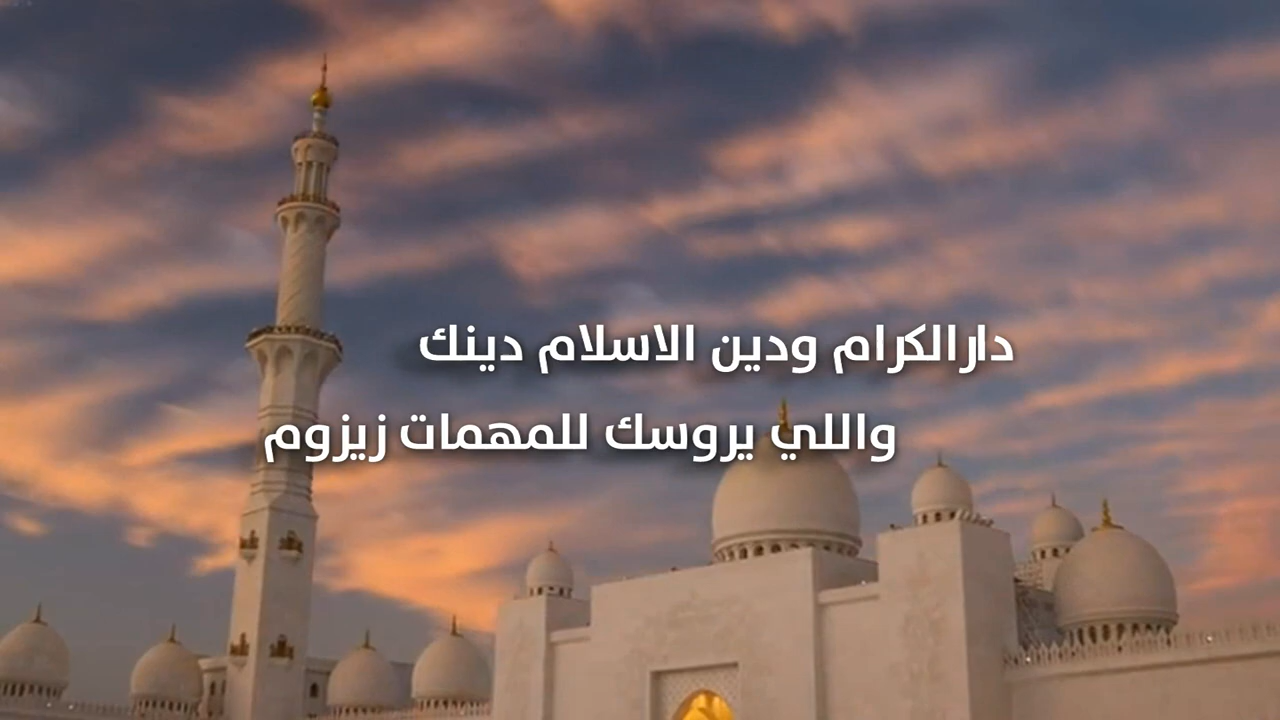 دارالكرام ودين الاسلام دينك
واللي يروسك للمهمات زيزوم